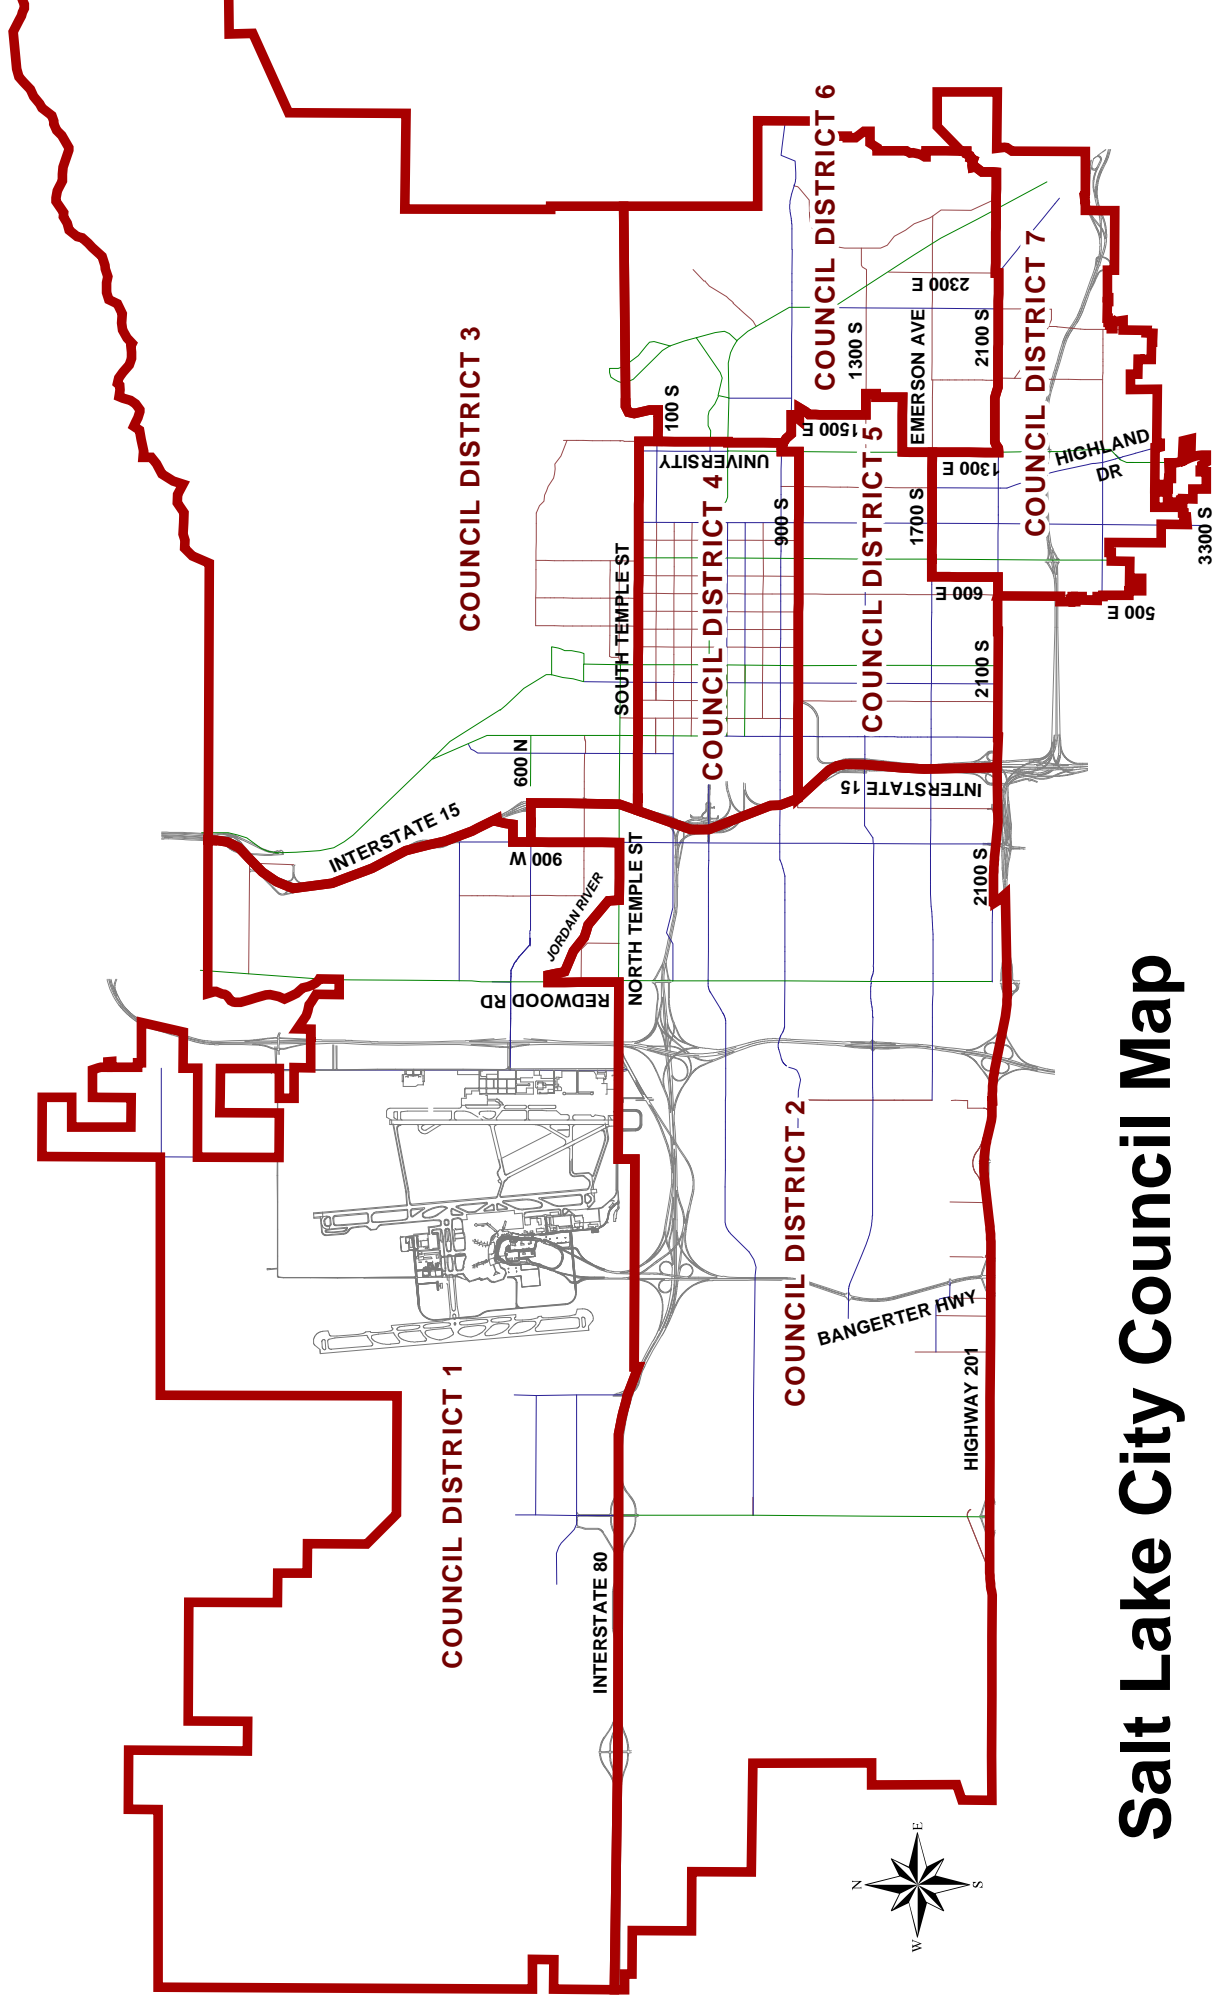 COUNCIL DISTRICT 3
COUNCIL DISTRICT 6
COUNCIL DISTRICT 7
COUNCIL DISTRICT 4
COUNCIL DISTRICT 5
COUNCIL DISTRICT 1
COUNCIL DISTRICT 2
INTERSTATE 15
600 N
900 W
JORDAN RIVER
REDWOOD RD
SOUTH TEMPLE ST
NORTH TEMPLE ST
100 S
UNIVERSITY
900 S
1300 S
1500 E
EMERSON AVE
2300 E
2100 S
1300 E
1700 S
600 E
2100 S
HIGHLAND
DR
500 E
3300 S
INTERSTATE 15
2100 S
BANGERTER HWY
HIGHWAY 201
INTERSTATE 80
N
E
S
W
Salt Lake City Council Map